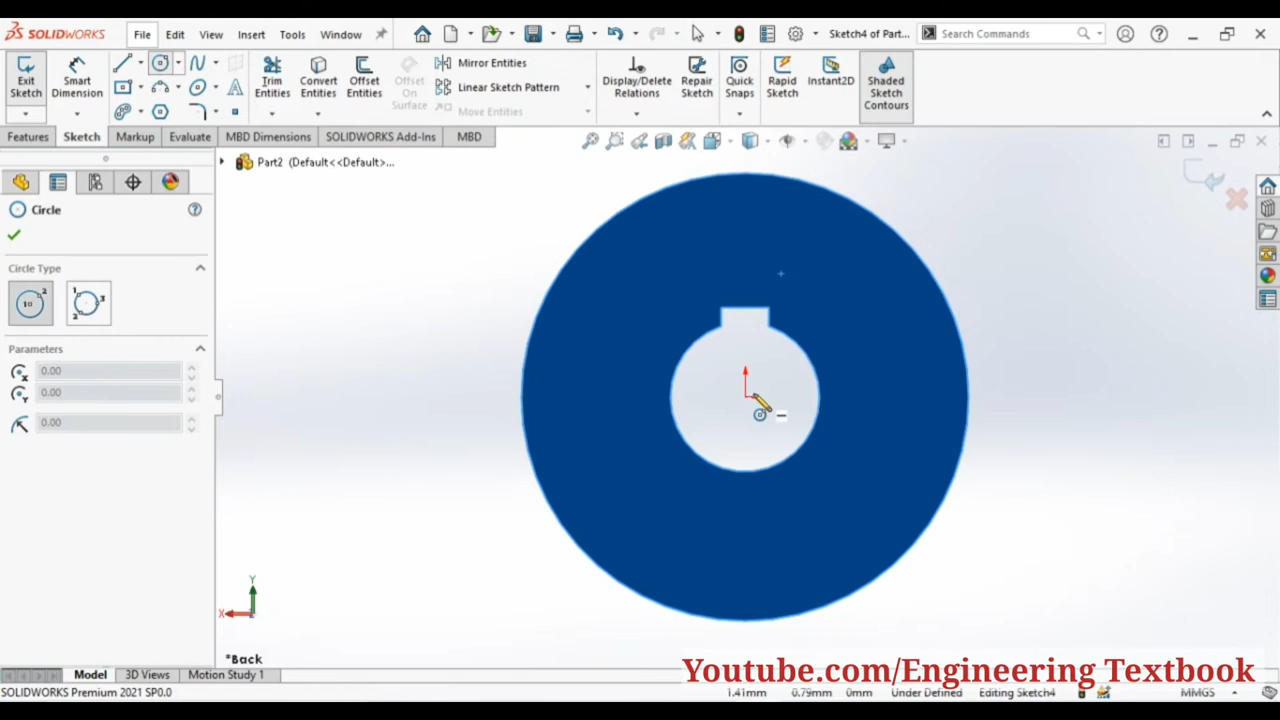 SOLIDWORKS File Edit View Insert Tools Window Sketch4 of Part... Search Commands
Exit Sketch Smart Dimension Trim Entities Convert Entities Offset Entities Offset On Surface Mirror Entities Linear Sketch Pattern Move Entities Display/Delete Relations Repair Sketch Quick Snaps Rapid Sketch Instant2D Shaded Sketch Contours
Features Sketch Markup Evaluate MBD Dimensions SOLIDWORKS Add-Ins MBD
Part2 (Default<<Default>...
Circle
Circle Type
Parameters
0.00
0.00
0.00
Y
X
*Back
Model 3D Views Motion Study 1
Youtube.com/Engineering Textbook
SOLIDWORKS Premium 2021 SP0.0 1.41mm 0.79mm 0mm Under Defined Editing Sketch4 MMGS